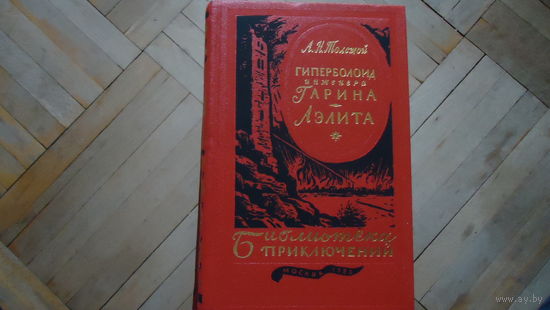 А.Н.Толстой
ГИПЕРБОЛОИД
инженера
ГАРИНА
АЭЛИТА
Библиотека
ПРИКЛЮЧЕНИЙ
МОСКВА
www.ay.by